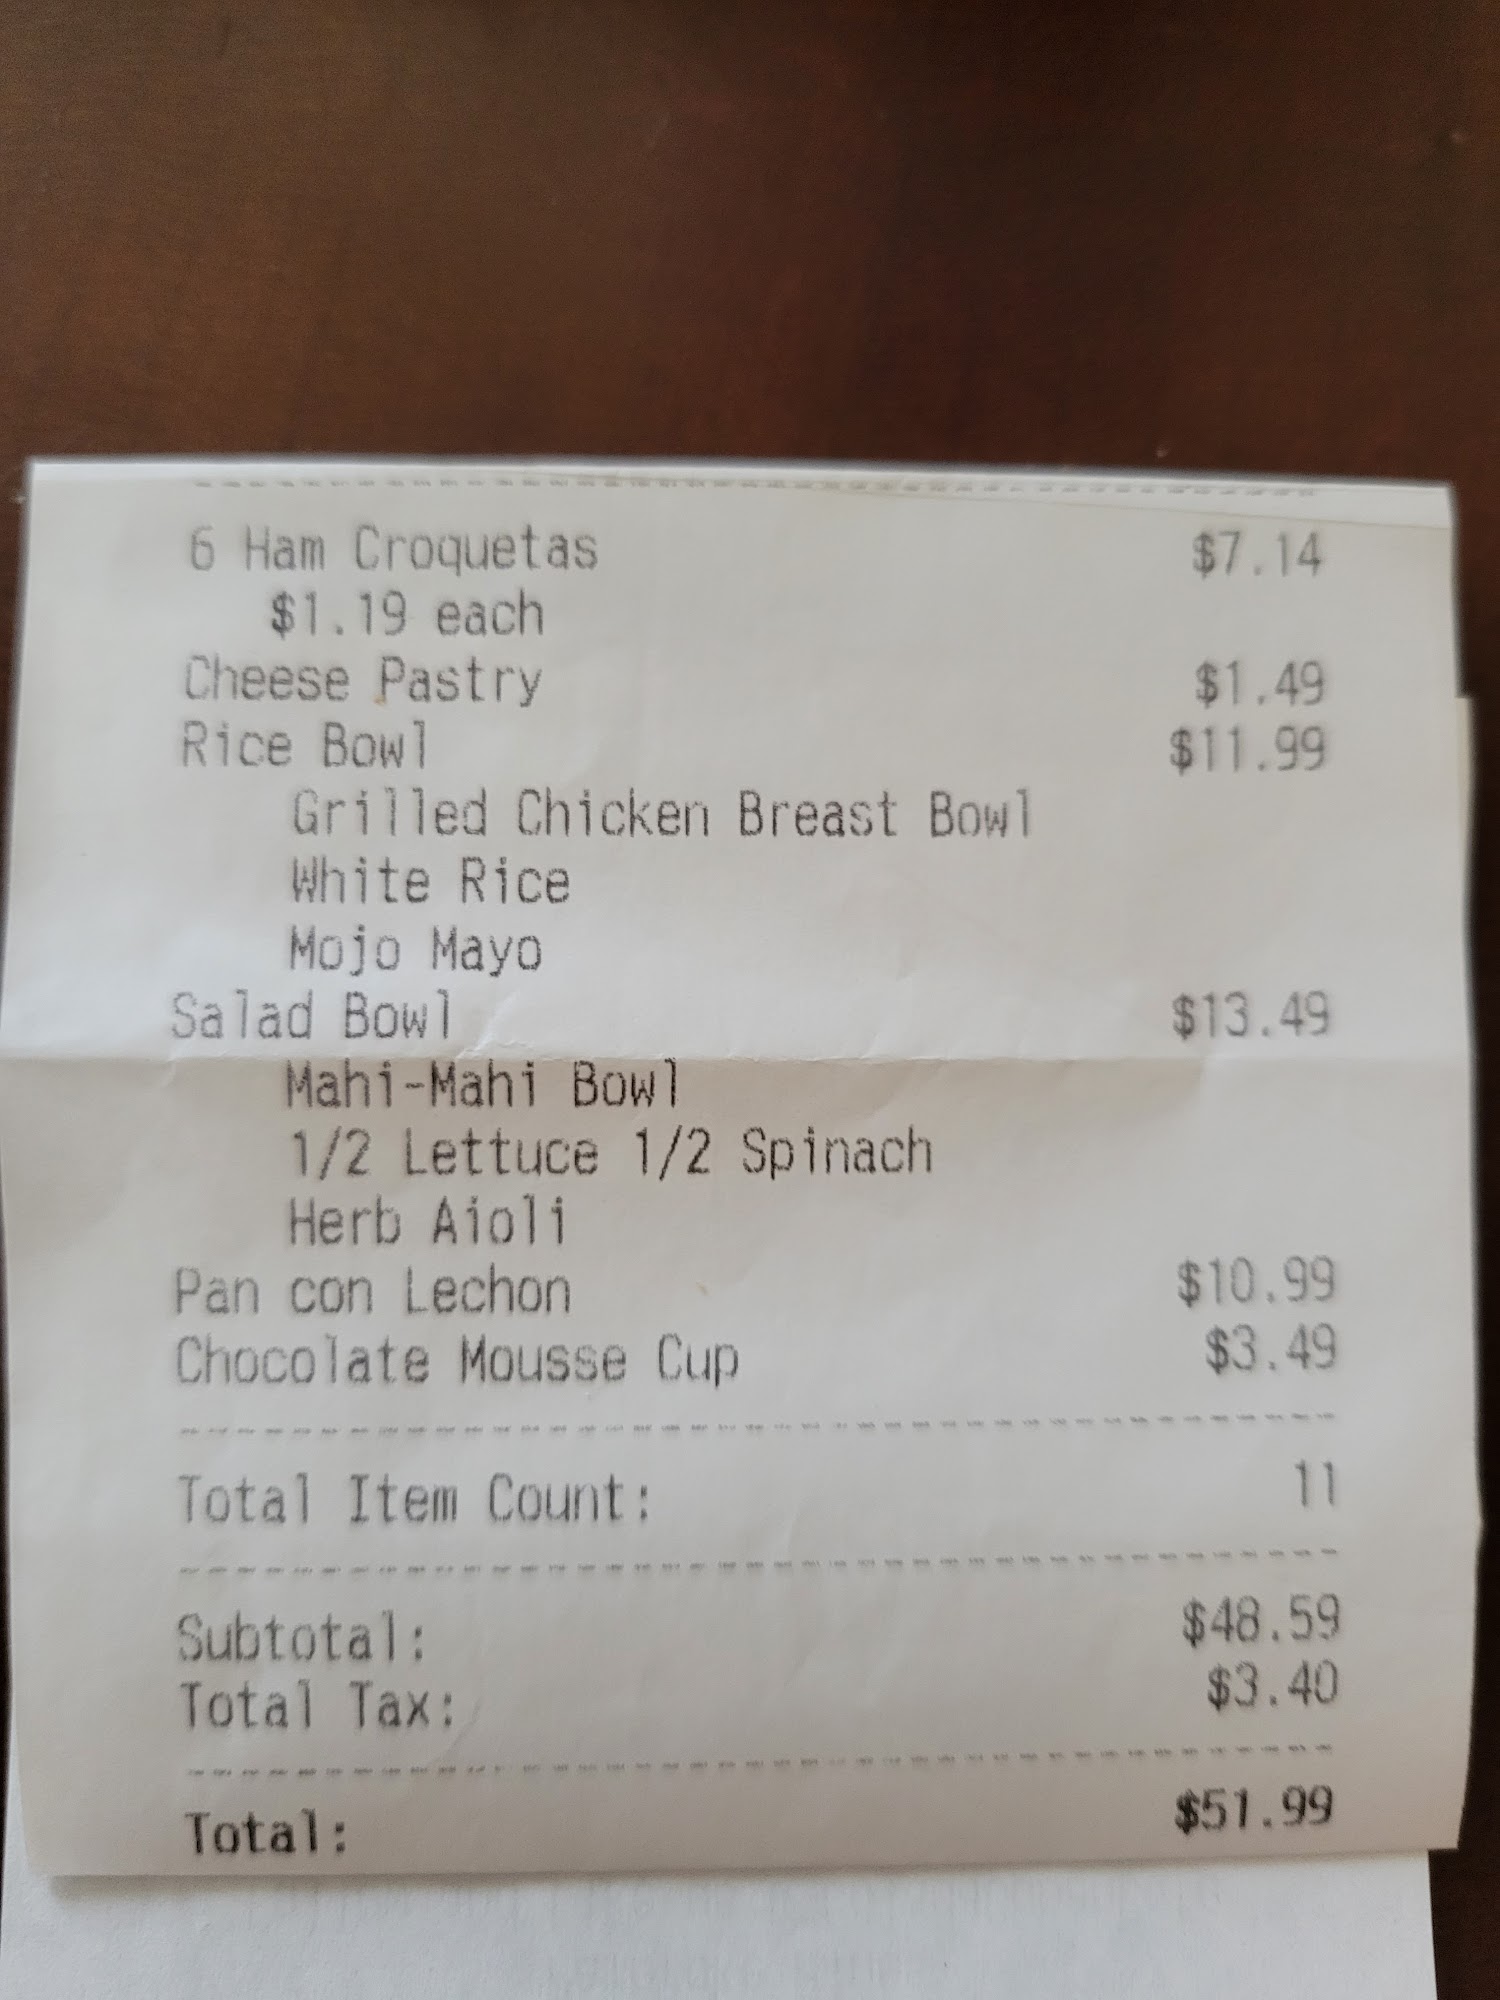 6 Ham Croquetas $7.14
$1.19 each
Cheese Pastry $1.49
Rice Bowl $11.99
Grilled Chicken Breast Bowl
White Rice
Mojo Mayo
Salad Bowl $13.49
Mahi-Mahi Bowl
1/2 Lettuce 1/2 Spinach
Herb Aioli
Pan con Lechon $10.99
Chocolate Mousse Cup $3.49
Total Item Count: 11
Subtotal: $48.59
Total Tax: $3.40
Total: $51.99